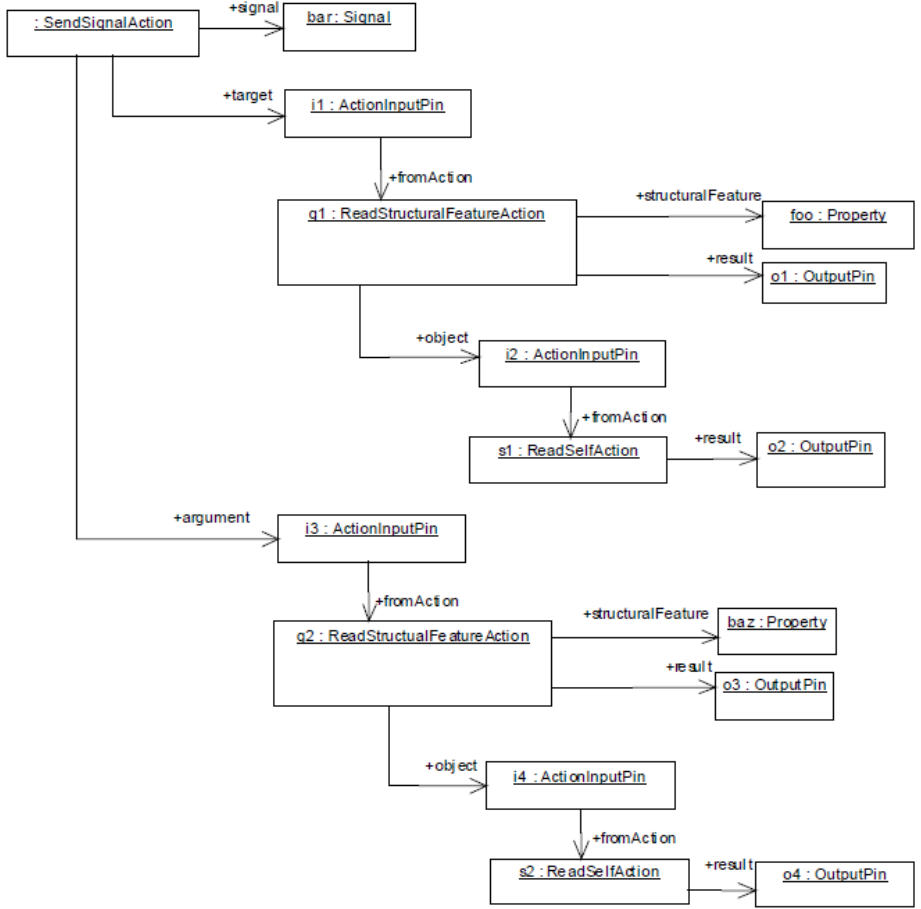 +signal
: SendSignalAction
bar : Signal
+target
i1 : ActionInputPin
+fromAction
g1 : ReadStructuralFeatureAction
+structuralFeature
foo : Property
+result
o1 : OutputPin
+object
i2 : ActionInputPin
+fromAction
s1 : ReadSelfAction
+result
o2 : OutputPin
+argument
i3 : ActionInputPin
+fromAction
g2 : ReadStructualFeatureAction
+structuralFeature
baz : Property
+result
o3 : OutputPin
+object
i4 : ActionInputPin
+fromAction
s2 : ReadSelfAction
+result
o4 : OutputPin